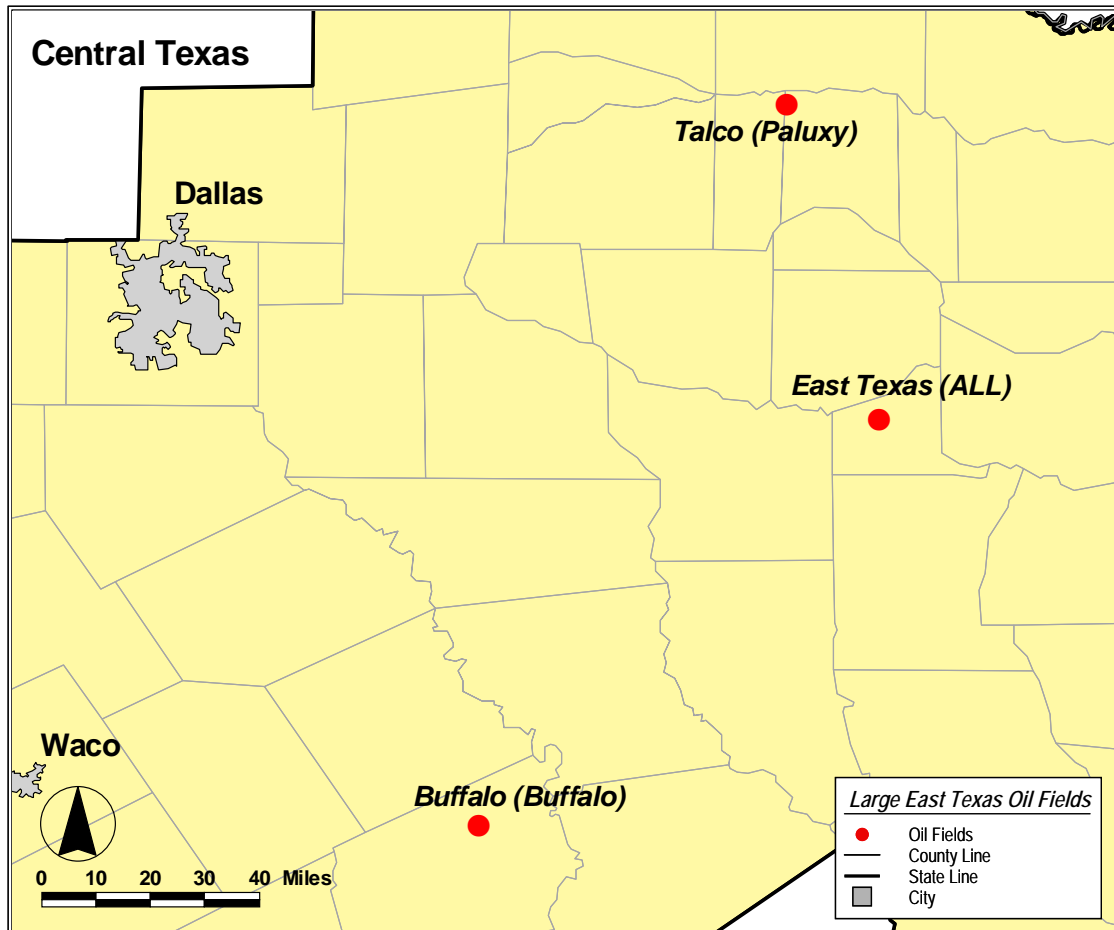 Central Texas
Talco (Paluxy)
Dallas
East Texas (ALL)
Waco
Buffalo (Buffalo)
0 10 20 30 40 Miles
Large East Texas Oil Fields
Oil Fields
County Line
State Line
City